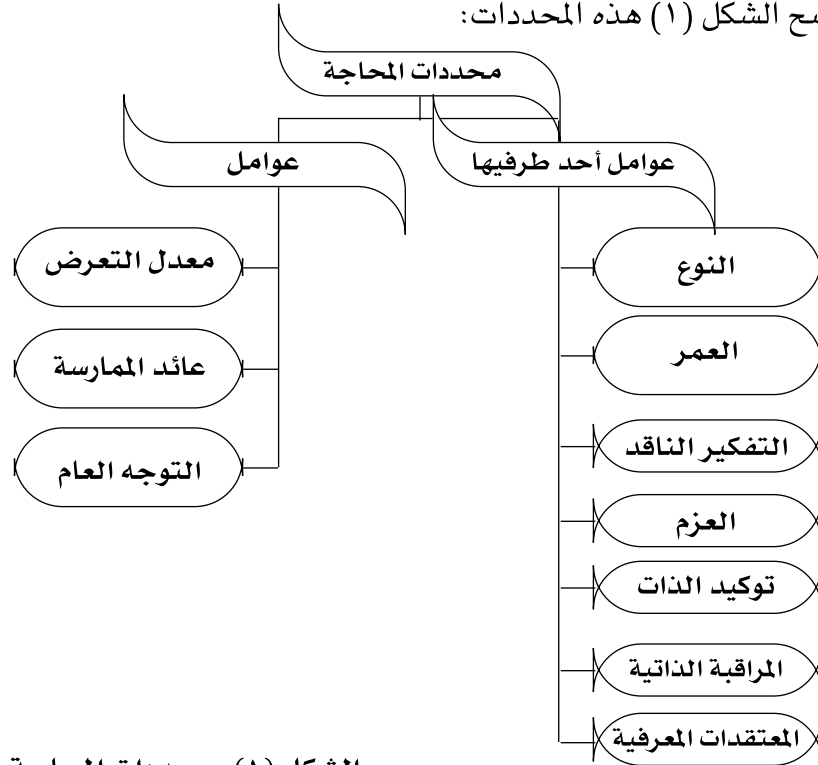 الشكل (١) هذه المحددات:
محددات المحاجة
عوامل أحد طرفيها
عوامل
النوع
العمر
التفكير الناقد
العزم
توكيد الذات
المراقبة الذاتية
المعتقدات المعرفية
معدل التعرض
عائد الممارسة
التوجه العام